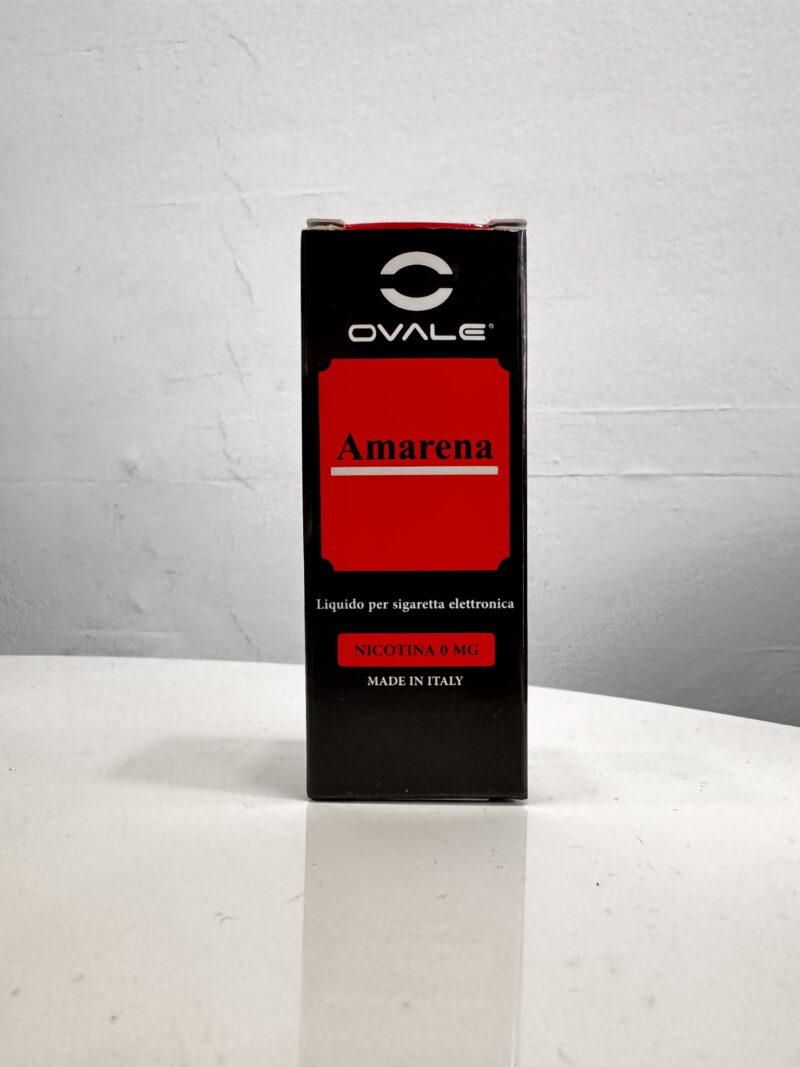 OVALE®
Amarena
Liquido per sigaretta elettronica
NICOTINA 0 MG
MADE IN ITALY